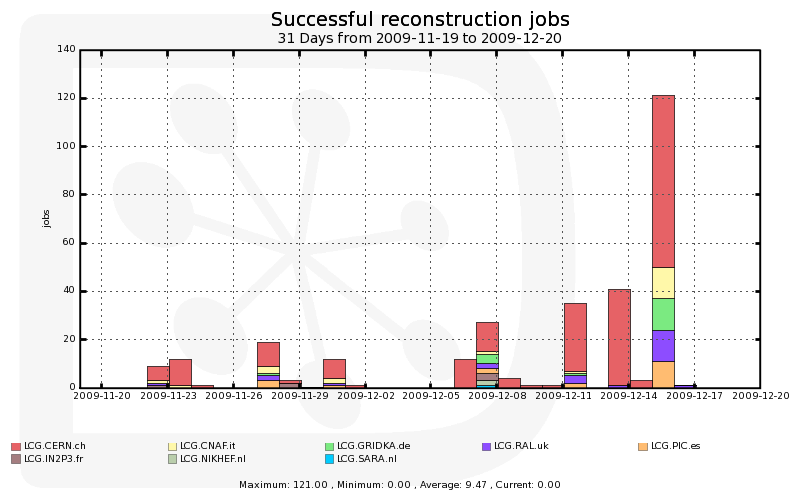 Successful reconstruction jobs
31 Days from 2009-11-19 to 2009-12-20
140
120
100
80
60
40
20
0
jobs
2009-11-20 2009-11-23 2009-11-26 2009-11-29 2009-12-02 2009-12-05 2009-12-08 2009-12-11 2009-12-14 2009-12-17 2009-12-20
LCG.CERN.ch LCG.CNAF.it LCG.GRIDKA.de LCG.RAL.uk LCG.PIC.es
LCG.IN2P3.fr LCG.NIKHEF.nl LCG.SARA.nl
Maximum: 121.00 , Minimum: 0.00 , Average: 9.47 , Current: 0.00